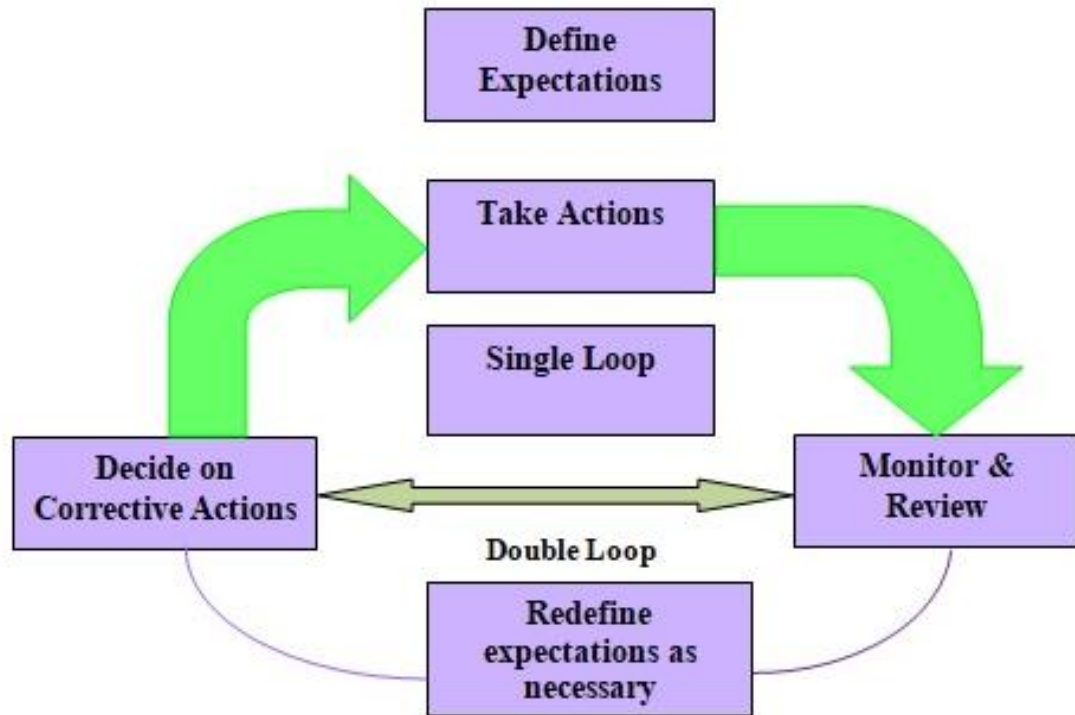 Define
Expectations
Take Actions
Single Loop
Decide on
Corrective Actions
Monitor &
Review
Double Loop
Redefine
expectations as
necessary